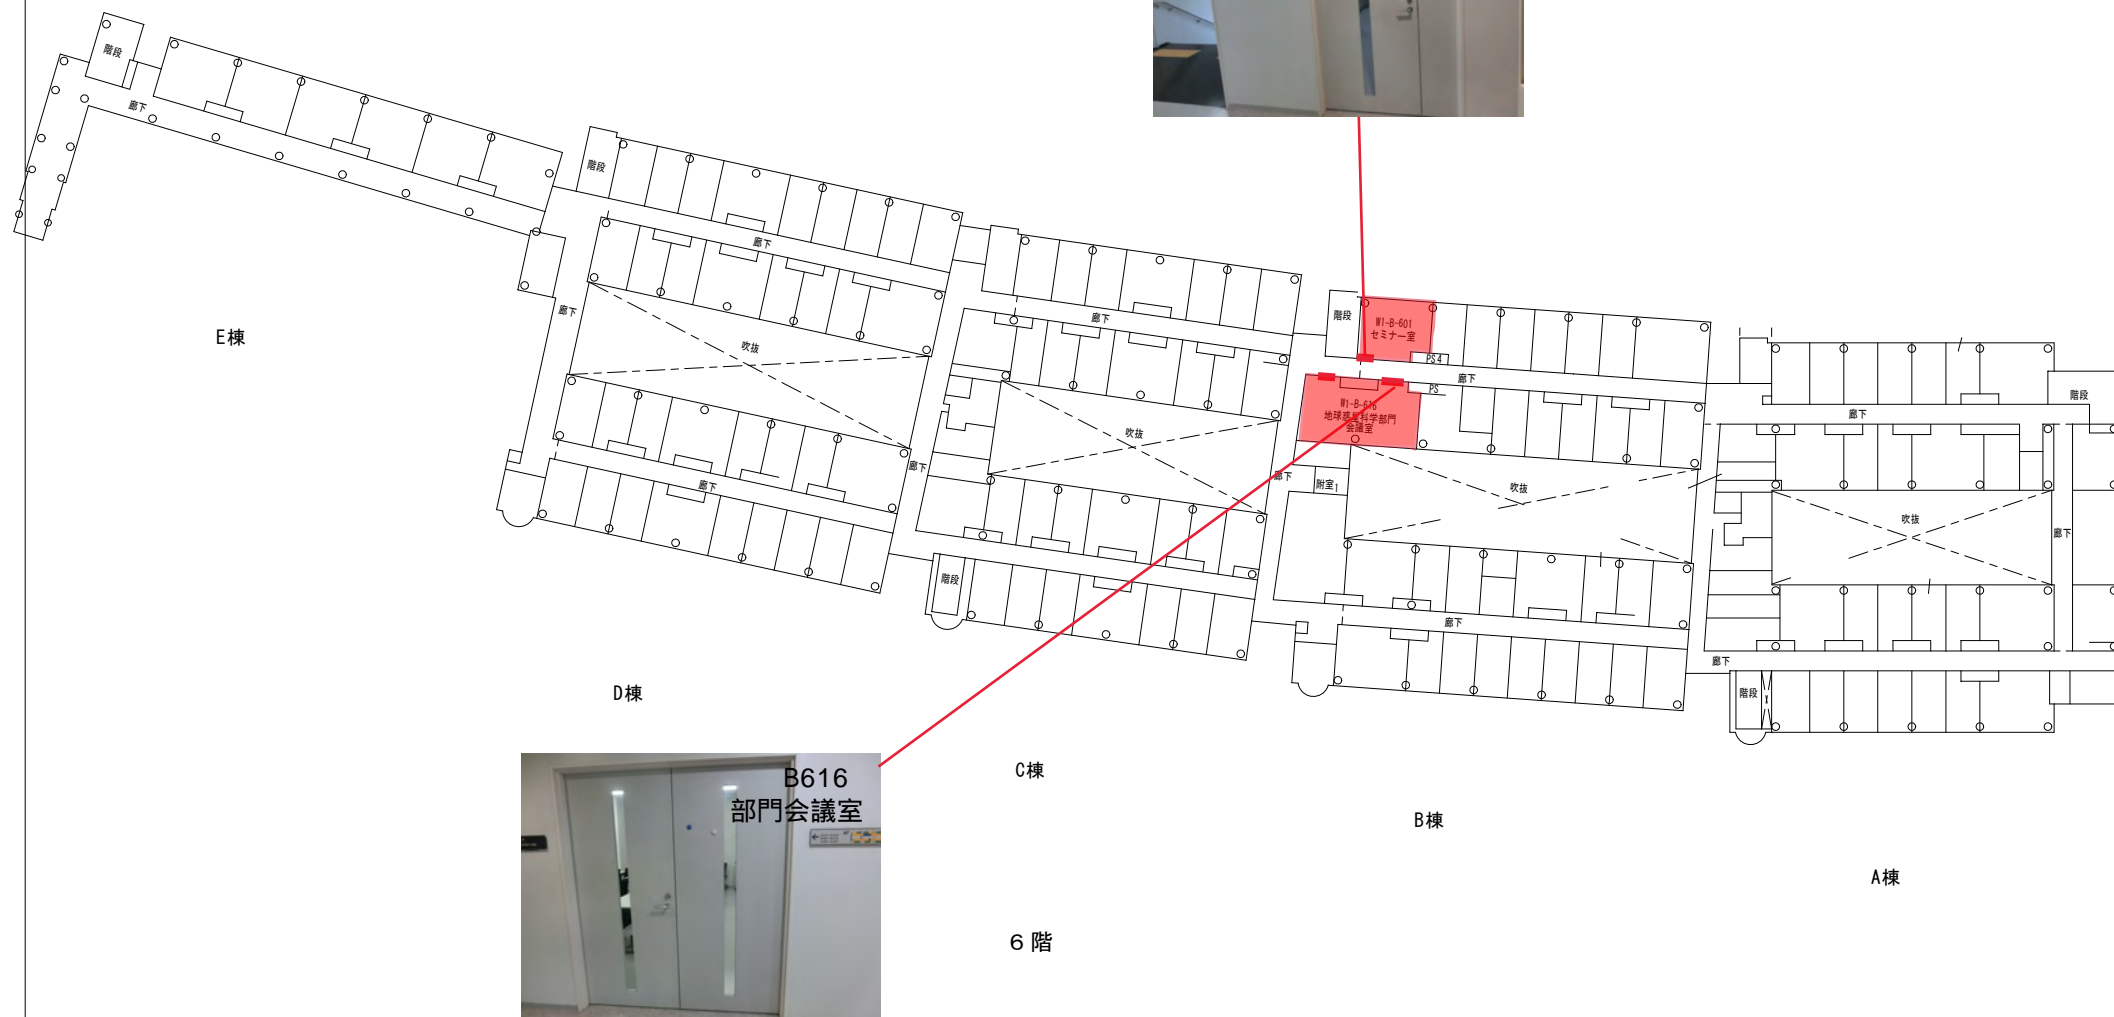 階段
廊下
階段
廊下
廊下
吹抜
廊下
E棟
D棟
廊下
吹抜
廊下
階段
C棟
階段
W1-B-601
セミナー室
PS4
廊下
PS
W1-B-616
地球惑星科学部門
会議室
廊下
附室1
吹抜
廊下
B棟
階段
廊下
吹抜
廊下
廊下
階段
A棟
B616
部門会議室
6階